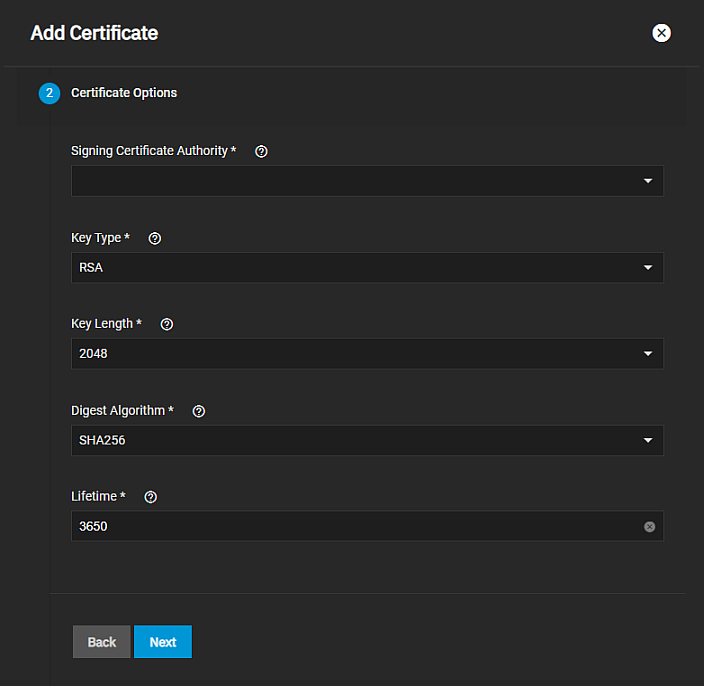 Add Certificate
2 Certificate Options
Signing Certificate Authority *
Key Type *
RSA
Key Length *
2048
Digest Algorithm *
SHA256
Lifetime *
3650
Back Next